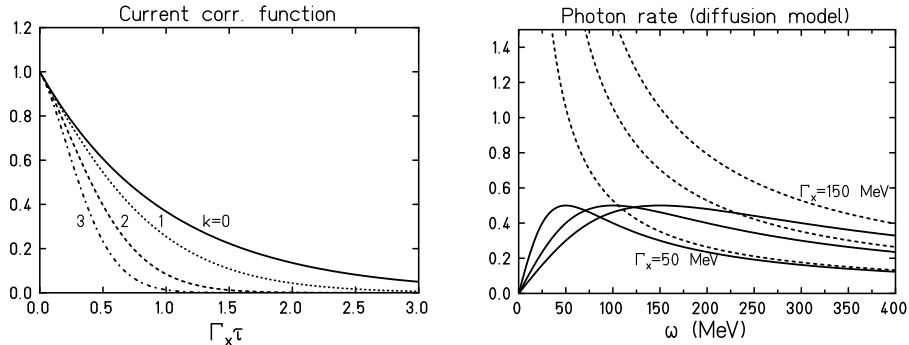 Current corr. function
1.2
1.0
0.8
0.6
0.4
0.2
0.0
3
2
1
k=0
0.0 0.5 1.0 1.5 2.0 2.5 3.0
Γₓτ
Photon rate (diffusion model)
1.4
1.2
1.0
0.8
0.6
0.4
0.2
0.0
Γₓ=150 MeV
Γₓ=50 MeV
0 50 100 150 200 250 300 350 400
ω (MeV)